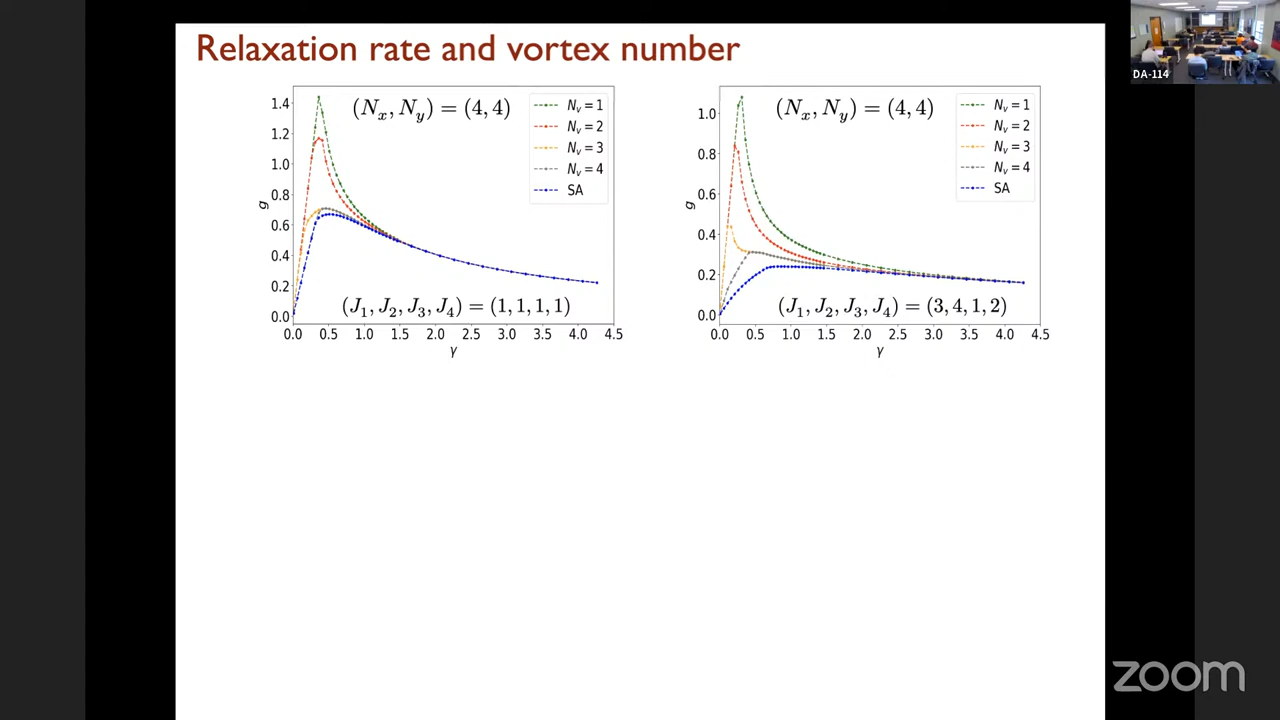 Relaxation rate and vortex number
DA-114
(N_x, N_y) = (4, 4)
N_v = 1
N_v = 2
N_v = 3
N_v = 4
SA
1.4
1.2
1.0
0.8
0.6
0.4
0.2
0.0
g
(J_1, J_2, J_3, J_4) = (1, 1, 1, 1)
0.0 0.5 1.0 1.5 2.0 2.5 3.0 3.5 4.0 4.5
γ
(N_x, N_y) = (4, 4)
N_v = 1
N_v = 2
N_v = 3
N_v = 4
SA
1.0
0.8
0.6
0.4
0.2
0.0
g
(J_1, J_2, J_3, J_4) = (3, 4, 1, 2)
0.0 0.5 1.0 1.5 2.0 2.5 3.0 3.5 4.0 4.5
γ
zoom